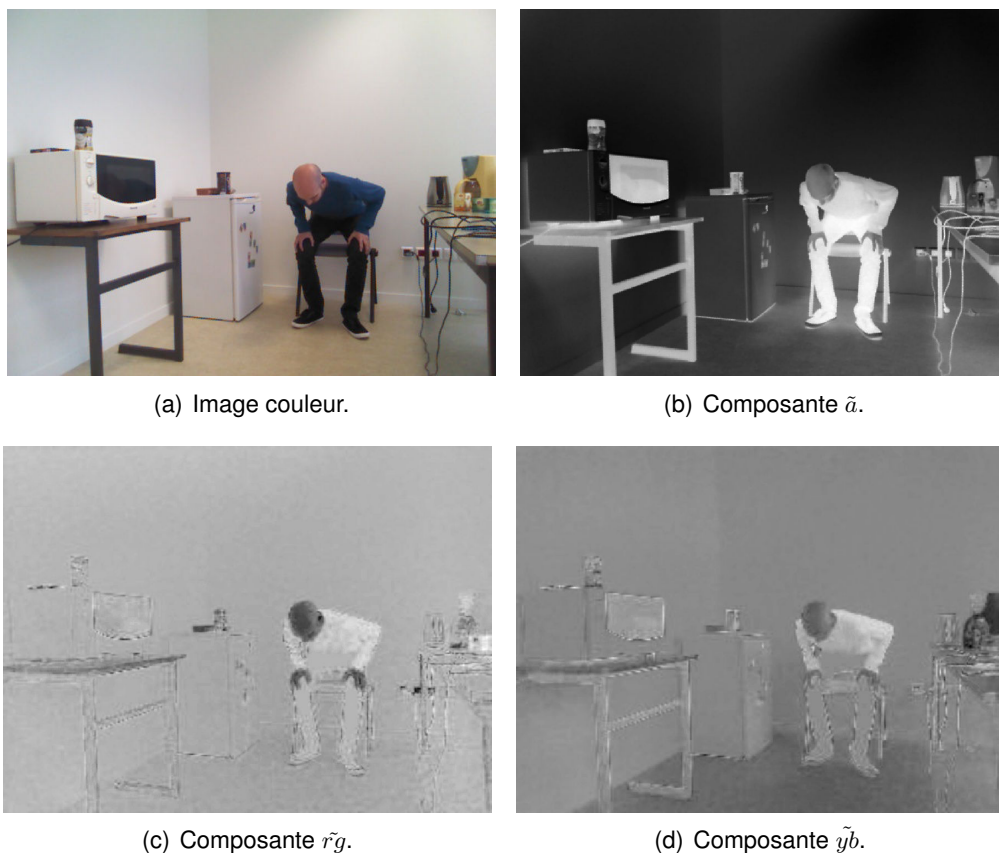 (a) Image couleur.
(b) Composante ã.
(c) Composante r̃g.
(d) Composante ỹb.